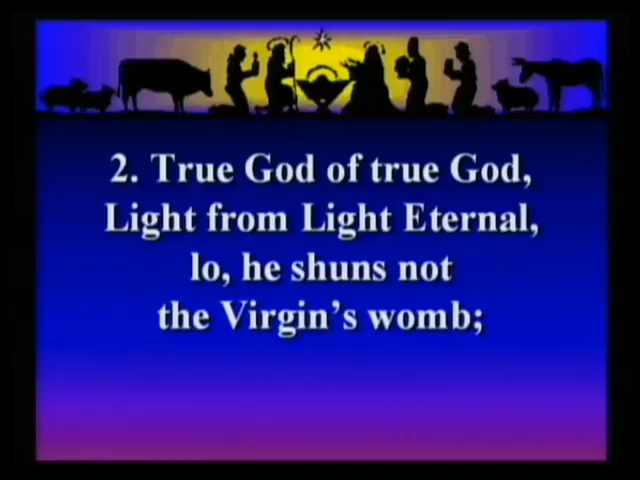 2. True God of true God,
Light from Light Eternal,
lo, he shuns not
the Virgin's womb;